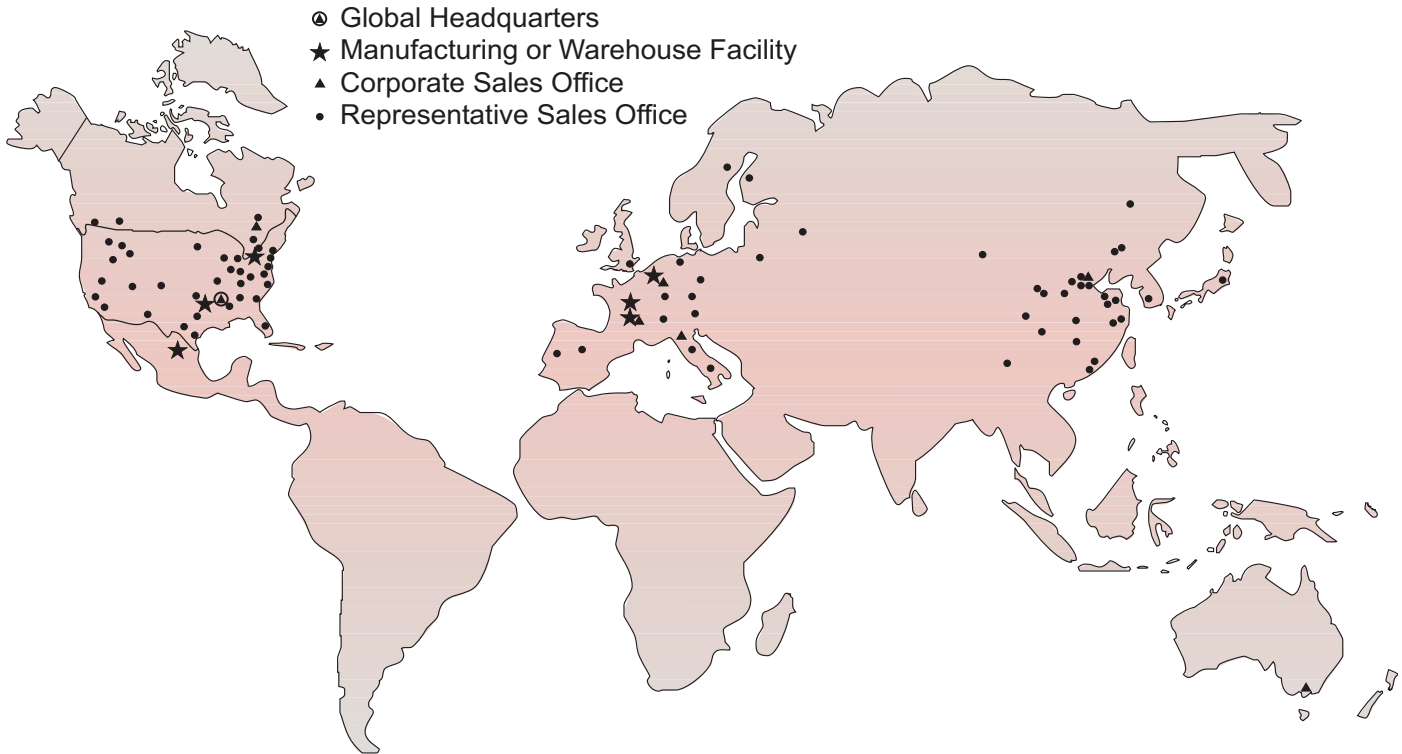 Global Headquarters
Manufacturing or Warehouse Facility
Corporate Sales Office
Representative Sales Office